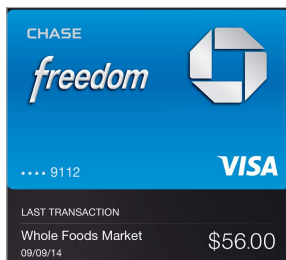 CHASE
freedom
•••• 9112
VISA
LAST TRANSACTION
Whole Foods Market
$56.00
09/09/14